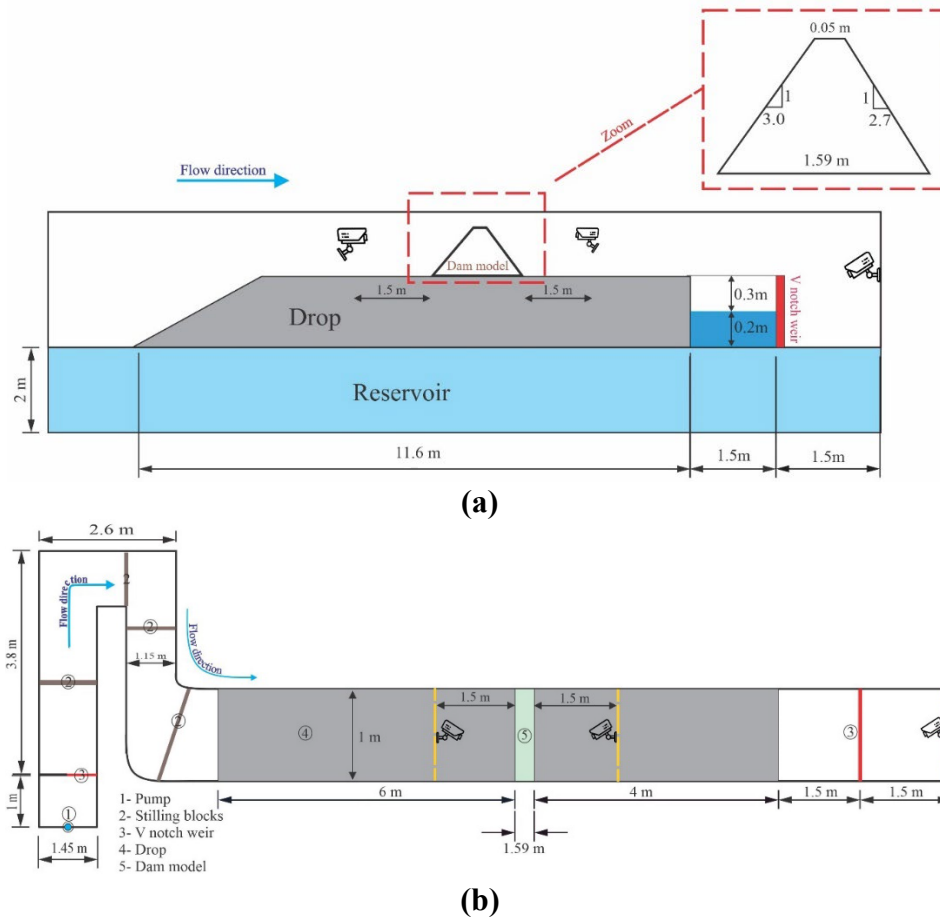 0.05 m
1
3.0
1
2.7
1.59 m
Zoom
Flow direction
Dam model
1.5 m
1.5 m
Drop
0.3m
0.2m
V notch weir
2 m
Reservoir
11.6 m
1.5m
1.5m
(a)
2.6 m
Flow direction
2
3.8 m
2
1.15 m
Flow direction
2
2
1.5 m
1.5 m
4
1 m
5
3
3
6 m
4 m
1.5 m
1.5 m
1 m
1
1- Pump
2- Stilling blocks
3- V notch weir
4- Drop
5- Dam model
1.59 m
1.45 m
(b)